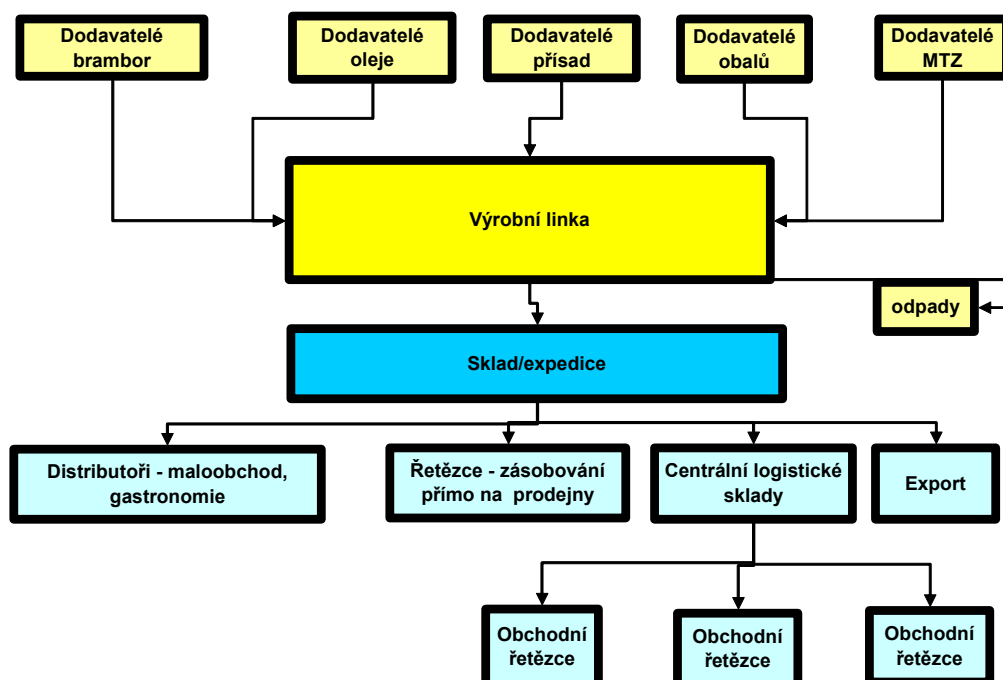 Dodavatelé
brambor
Dodavatelé
oleje
Dodavatelé
přísad
Dodavatelé
obalů
Dodavatelé
MTZ
Výrobní linka
odpady
Sklad/expedice
Distributoři - maloobchod,
gastronomie
Řetězce - zásobování
přímo na prodejny
Centrální logistické
sklady
Export
Obchodní
řetězce
Obchodní
řetězce
Obchodní
řetězce